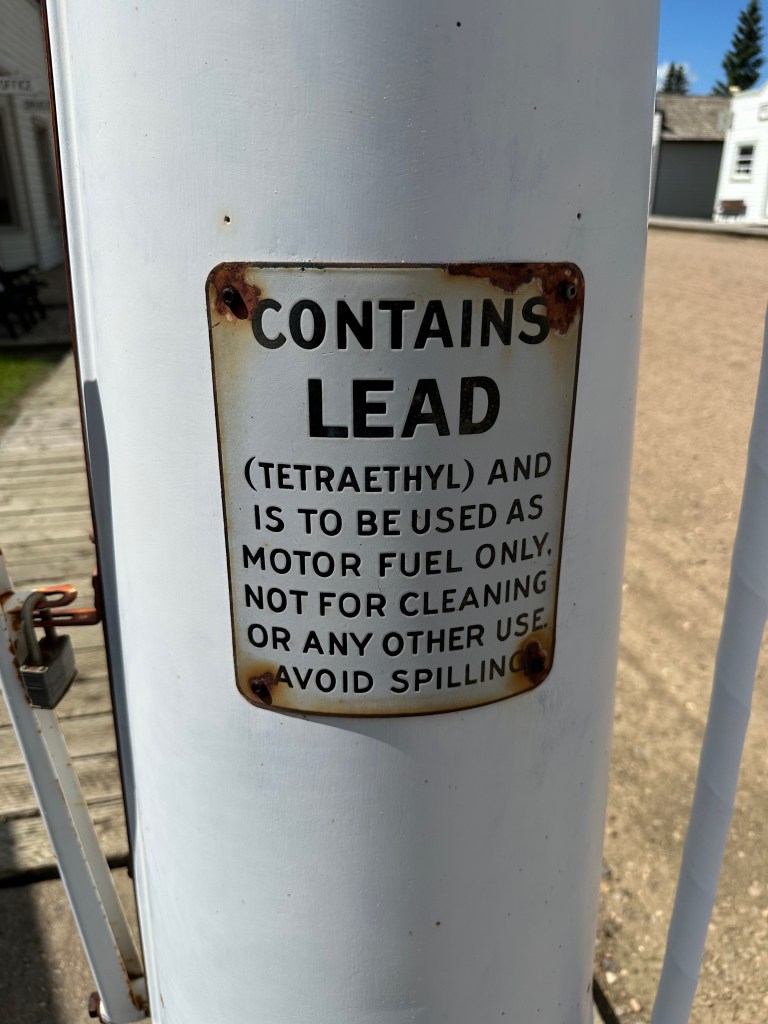 OFFICE
CONTAINS
LEAD
(TETRAETHYL) AND
IS TO BE USED AS
MOTOR FUEL ONLY.
NOT FOR CLEANING
OR ANY OTHER USE.
AVOID SPILLING